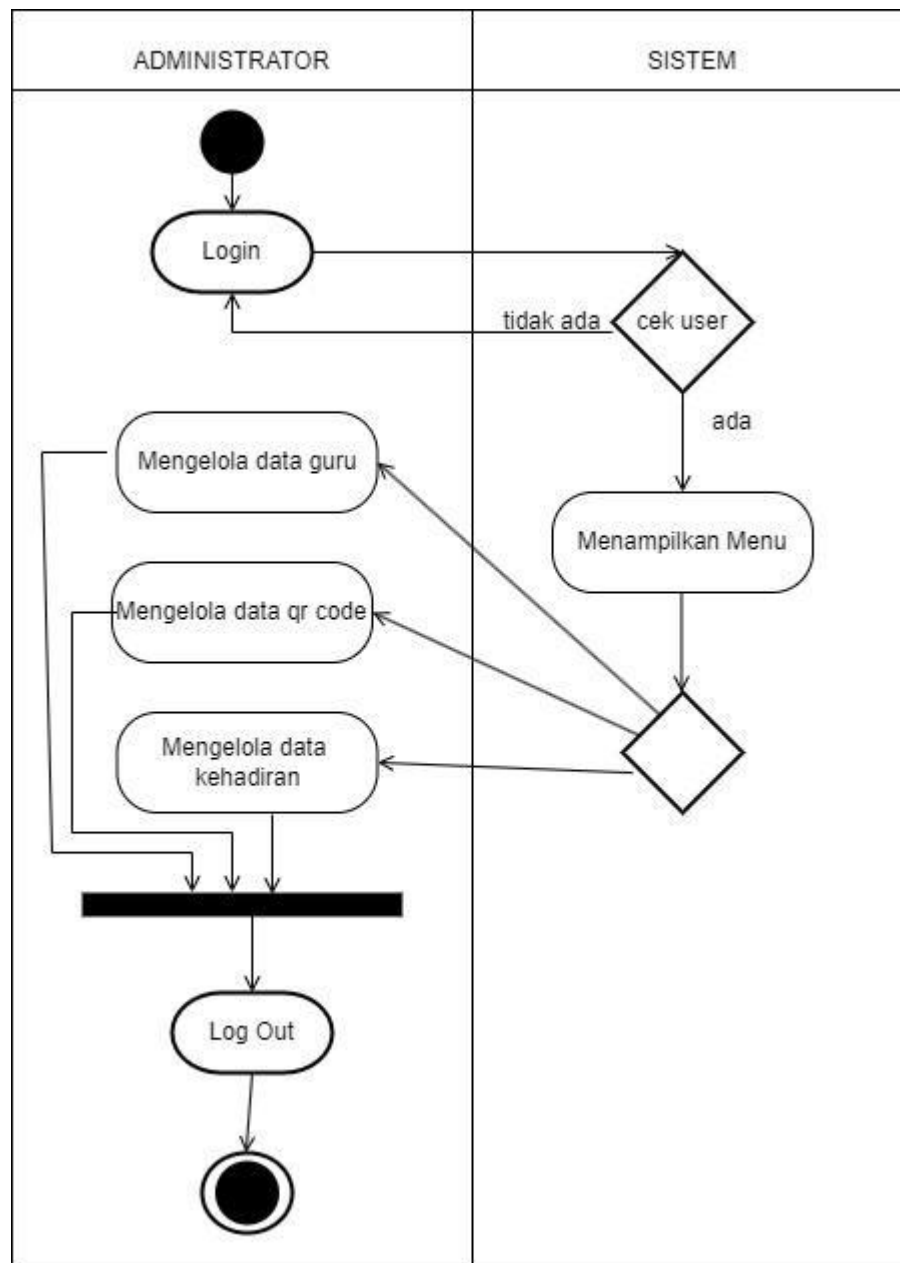 ADMINISTRATOR
SISTEM
Login
tidak ada
cek user
ada
Mengelola data guru
Menampilkan Menu
Mengelola data qr code
Mengelola data
kehadiran
Log Out